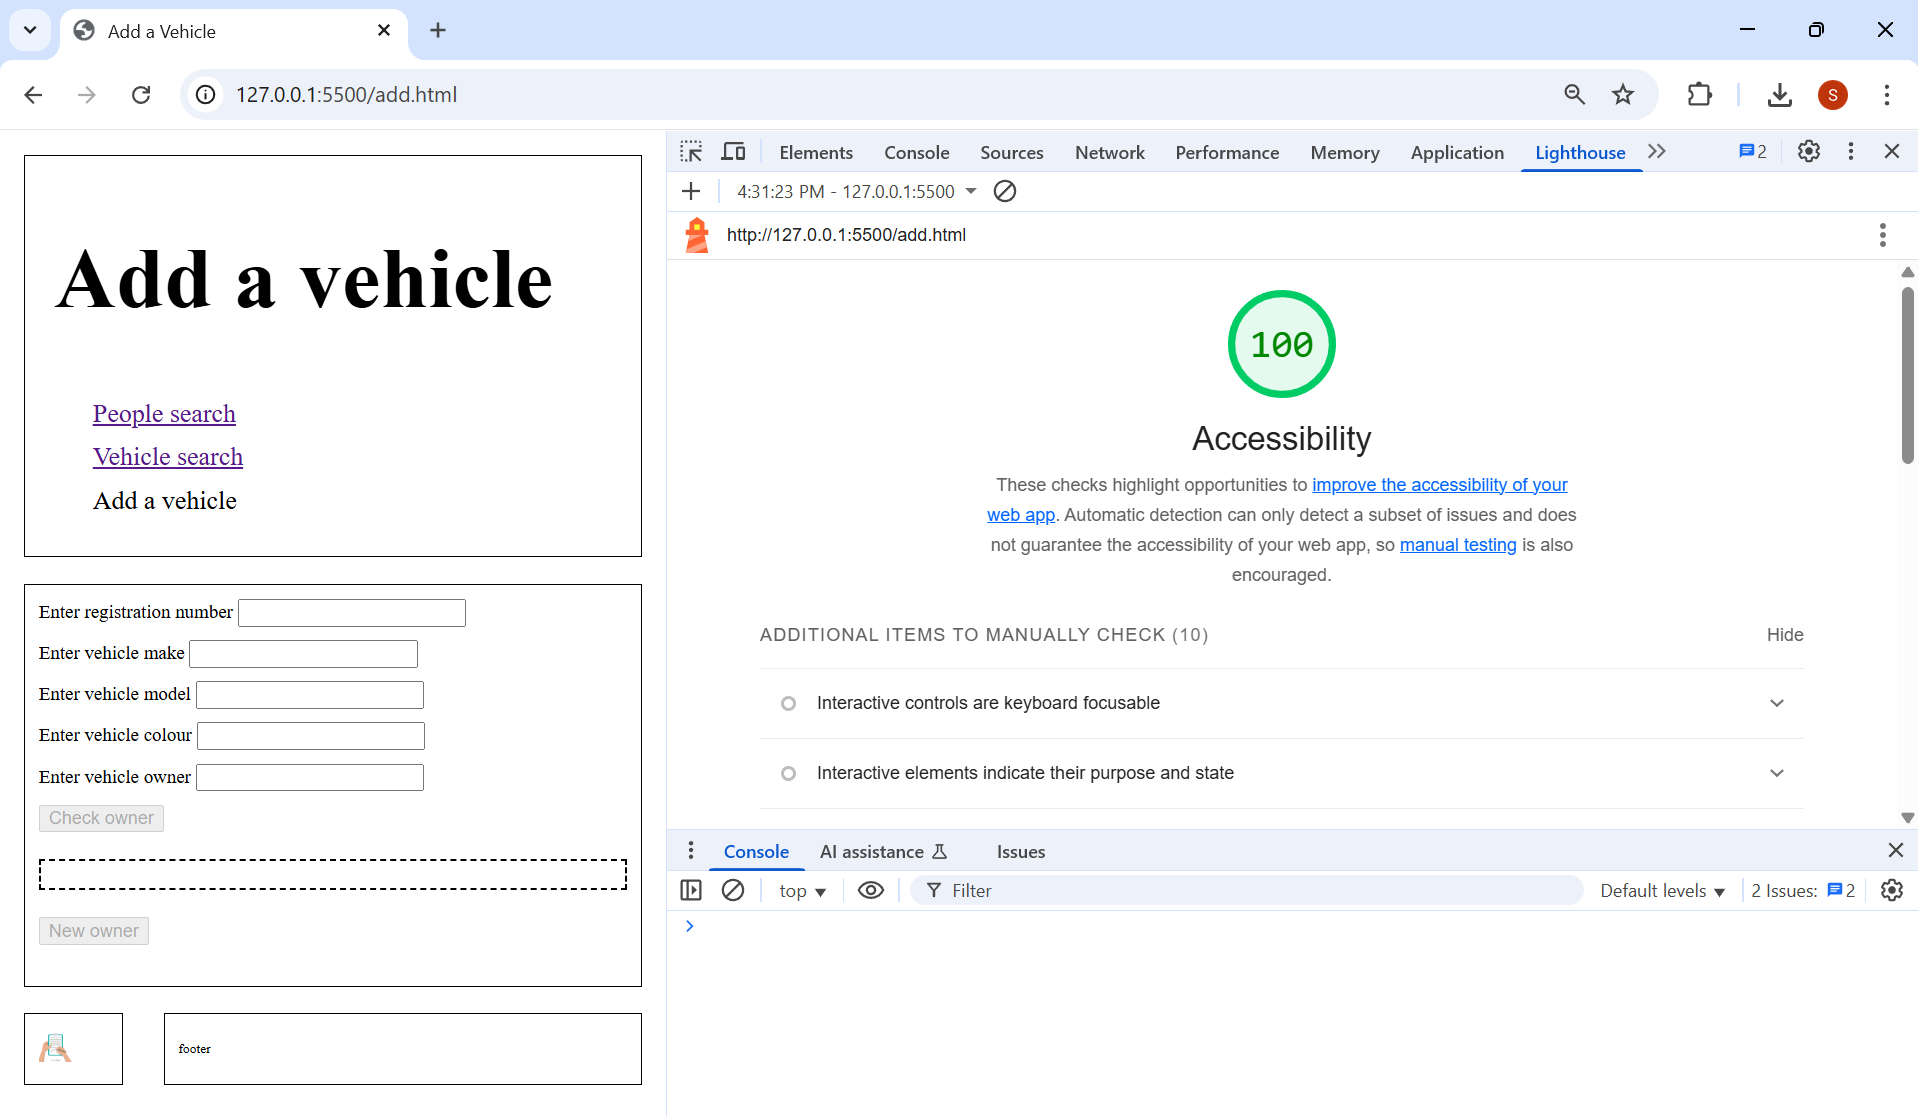 Add a Vehicle
127.0.0.1:5500/add.html
S
Add a vehicle
People search
Vehicle search
Add a vehicle
Enter registration number
Enter vehicle make
Enter vehicle model
Enter vehicle colour
Enter vehicle owner
Check owner
New owner
footer
Elements Console Sources Network Performance Memory Application Lighthouse 2
4:31:23 PM - 127.0.0.1:5500
http://127.0.0.1:5500/add.html
100
Accessibility
These checks highlight opportunities to improve the accessibility of your
web app. Automatic detection can only detect a subset of issues and does
not guarantee the accessibility of your web app, so manual testing is also
encouraged.
ADDITIONAL ITEMS TO MANUALLY CHECK (10) Hide
Interactive controls are keyboard focusable
Interactive elements indicate their purpose and state
Console AI assistance Issues
top Filter Default levels 2 Issues: 2